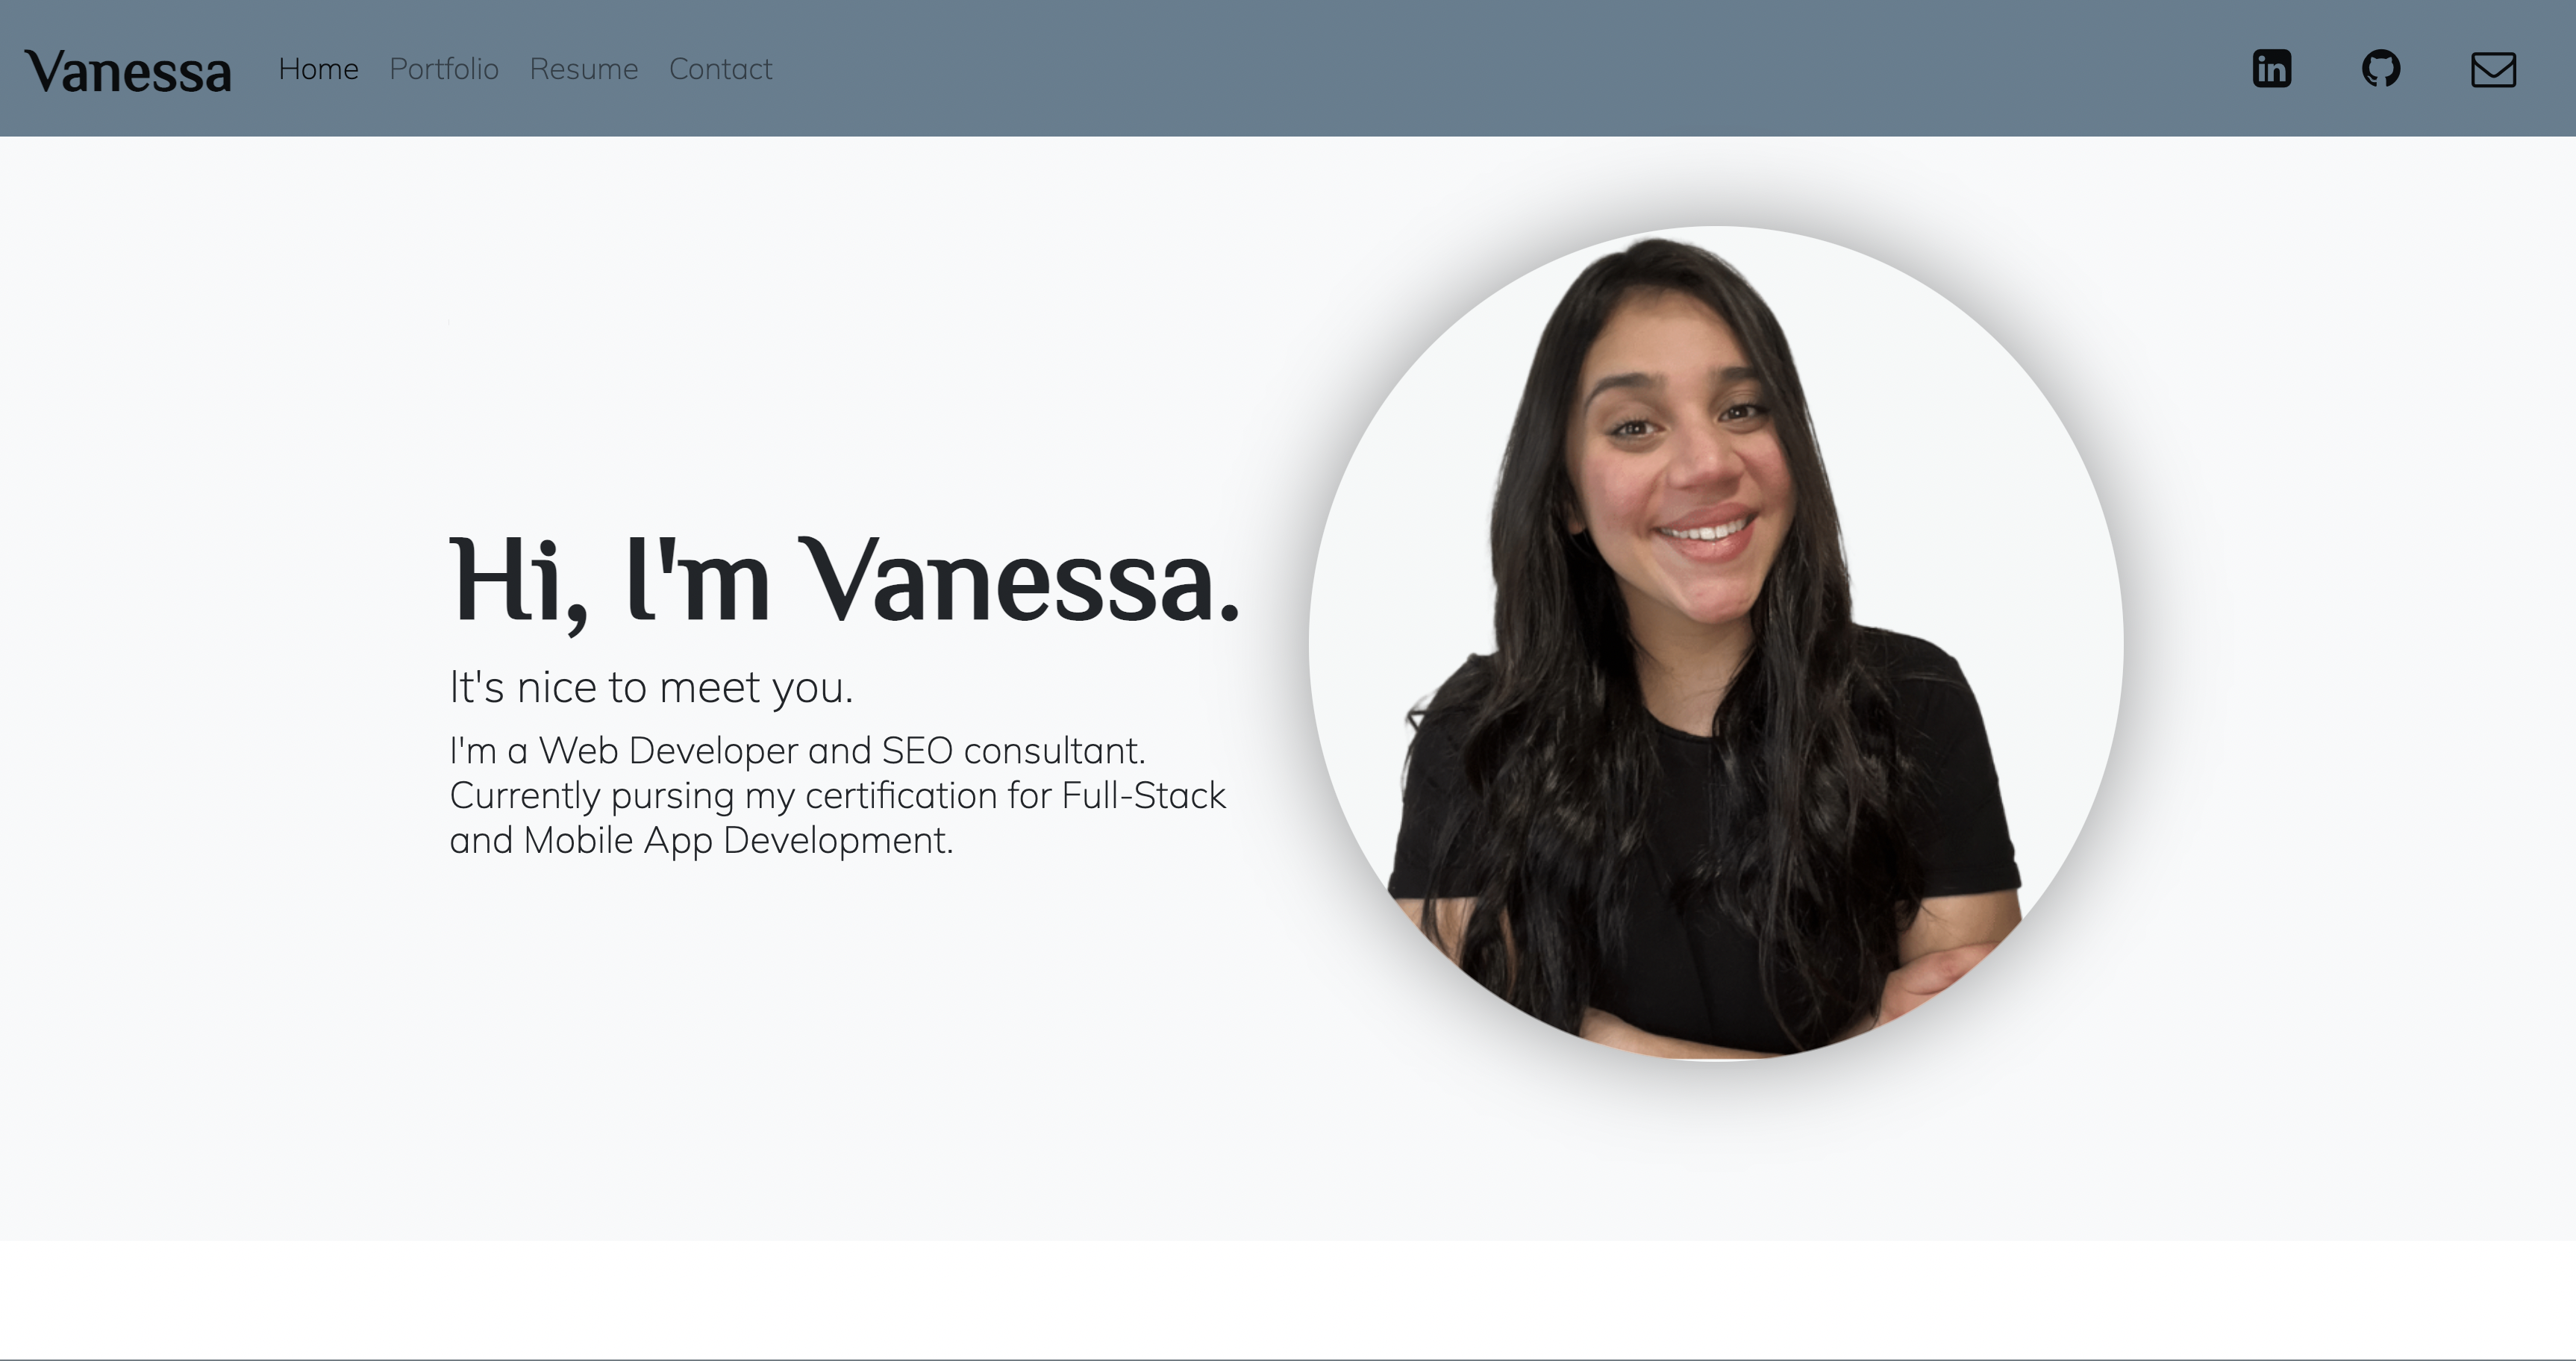 Vanessa Home Portfolio Resume Contact
in
Hi, I'm Vanessa.
It's nice to meet you.
I'm a Web Developer and SEO consultant.
Currently pursing my certification for Full-Stack
and Mobile App Development.